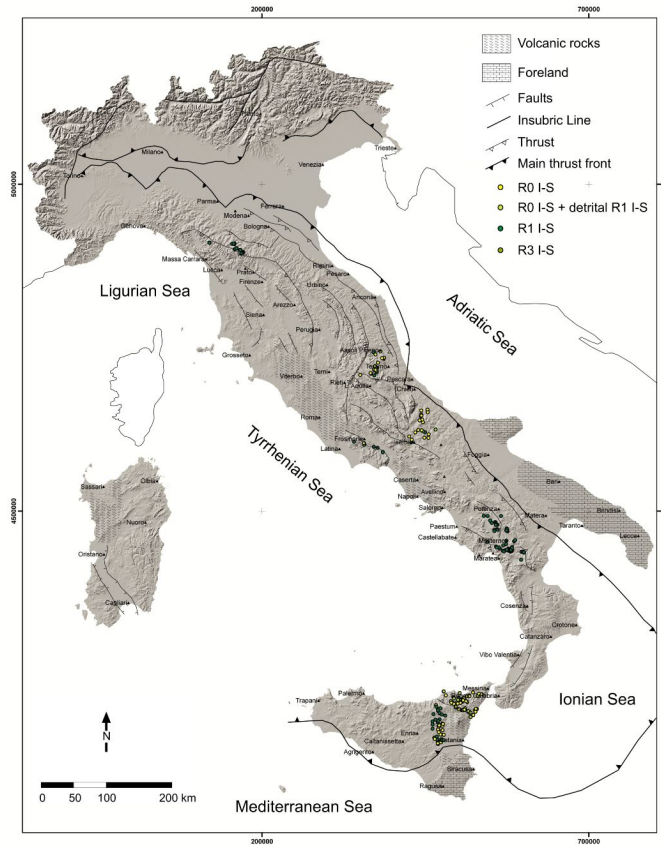 200000
700000
Volcanic rocks
Foreland
Faults
Insubric Line
Thrust
Main thrust front
R0 I-S
R0 I-S + detrital R1 I-S
R1 I-S
R3 I-S
Trieste
Milano
Venezia
5000000
Torino
Parma
Ferrara
Modena
Genova
Bologna
Massa Carrara
Rimini
Lucca
Prato
Pesaro
Firenze
Urbino
Ligurian Sea
Ancona
Arezzo
Adriatic Sea
Siena
Perugia
Grosseto
Ascoli Piceno
Teramo
Terni
Viterbo
Rieti
L'Aquila
Pescara
Chieti
Roma
Tyrrhenian Sea
Frosinone
Latina
Foggia
Caserta
Bari
Sassari
Olbia
Napoli
Avellino
4500000
Salerno
Potenza
Matera
Brindisi
Nuoro
Paestum
Taranto
Castellabate
Lecce
Oristano
Maratea
Cagliari
Cosenza
Crotone
Catanzaro
Vibo Valentia
Messina
Palermo
Trapani
Ionian Sea
Enna
Caltanissetta
Catania
Agrigento
N
Siracusa
Ragusa
0 50 100 200 km
Mediterranean Sea
200000
700000